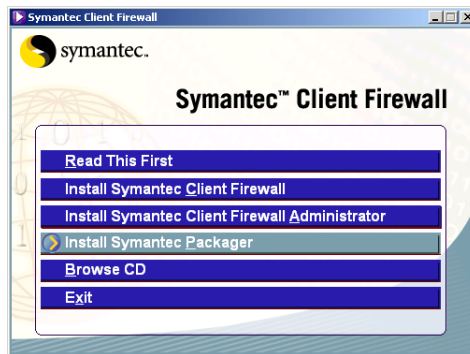 Symantec Client Firewall
symantec.
Symantec™ Client Firewall
Read This First
Install Symantec Client Firewall
Install Symantec Client Firewall Administrator
Install Symantec Packager
Browse CD
Exit